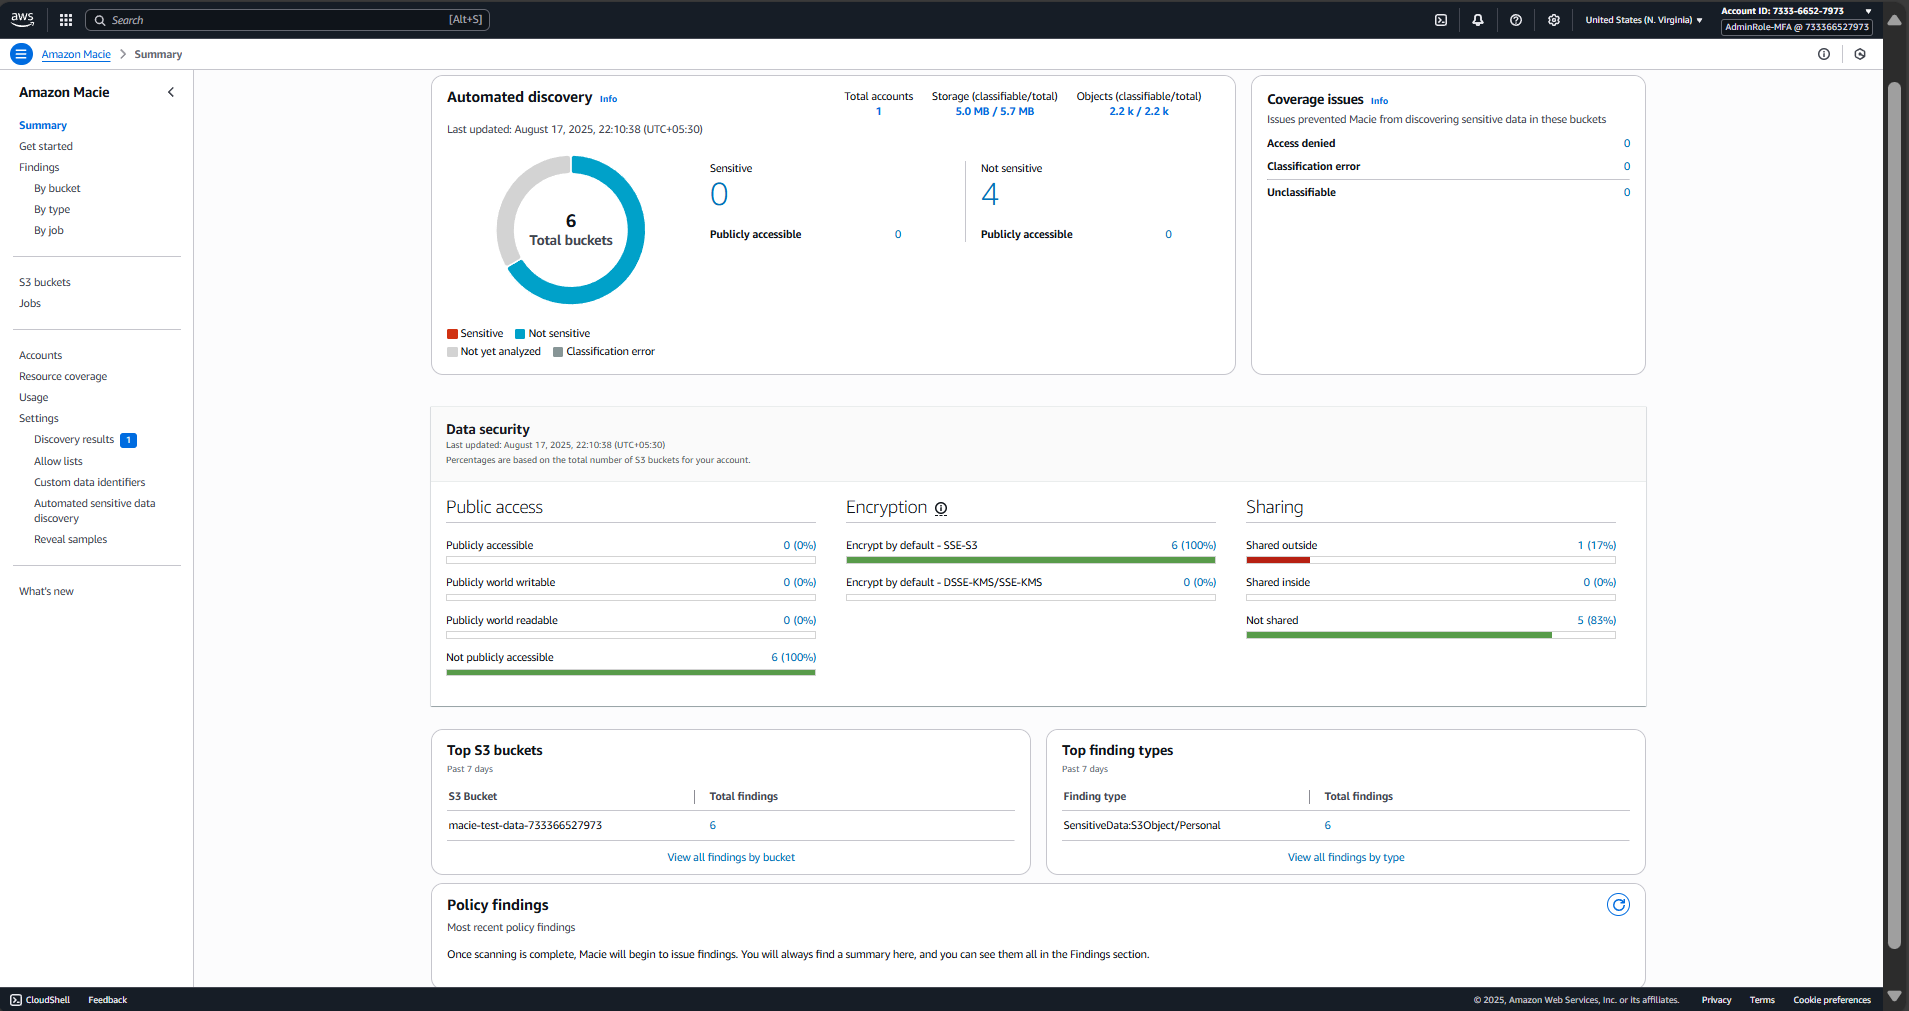 aws
Search
[Alt+S]
United States (N. Virginia)
Account ID: 7333-6652-7973
AdminRole-MFA @ 733366527973
Amazon Macie
Summary
Amazon Macie
Summary
Get started
Findings
By bucket
By type
By job
S3 buckets
Jobs
Accounts
Resource coverage
Usage
Settings
Discovery results 1
Allow lists
Custom data identifiers
Automated sensitive data
discovery
Reveal samples
What's new
Automated discovery Info
Last updated: August 17, 2025, 22:10:38 (UTC+05:30)
Total accounts
1
Storage (classifiable/total)
5.0 MB / 5.7 MB
Objects (classifiable/total)
2.2 k / 2.2 k
6
Total buckets
Sensitive
0
Publicly accessible 0
Not sensitive
4
Publicly accessible 0
Sensitive Not sensitive
Not yet analyzed Classification error
Coverage issues Info
Issues prevented Macie from discovering sensitive data in these buckets
Access denied 0
Classification error 0
Unclassifiable 0
Data security
Last updated: August 17, 2025, 22:10:38 (UTC+05:30)
Percentages are based on the total number of S3 buckets for your account.
Public access
Publicly accessible 0 (0%)
Publicly world writable 0 (0%)
Publicly world readable 0 (0%)
Not publicly accessible 6 (100%)
Encryption
Encrypt by default - SSE-S3 6 (100%)
Encrypt by default - DSSE-KMS/SSE-KMS 0 (0%)
Sharing
Shared outside 1 (17%)
Shared inside 0 (0%)
Not shared 5 (83%)
Top S3 buckets
Past 7 days
S3 Bucket Total findings
macie-test-data-733366527973 6
View all findings by bucket
Top finding types
Past 7 days
Finding type Total findings
SensitiveData:S3Object/Personal 6
View all findings by type
Policy findings
Most recent policy findings
Once scanning is complete, Macie will begin to issue findings. You will always find a summary here, and you can see them all in the Findings section.
CloudShell Feedback
© 2025, Amazon Web Services, Inc. or its affiliates. Privacy Terms Cookie preferences